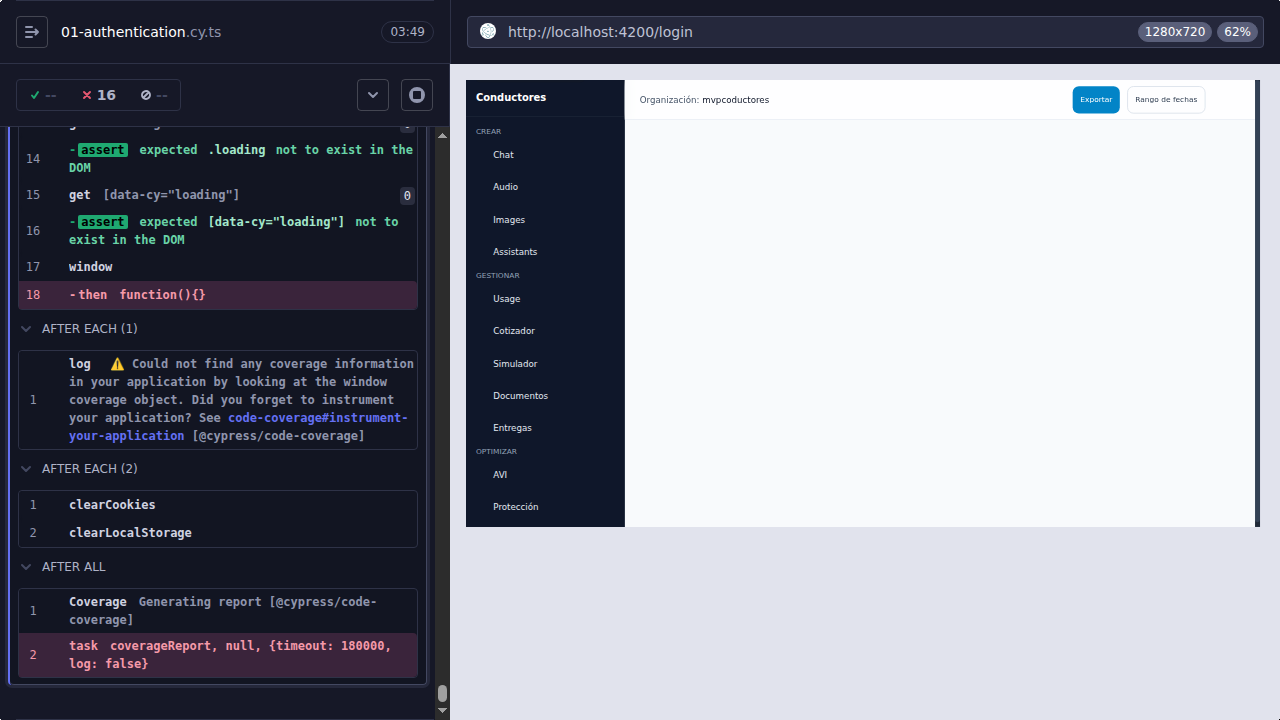 01-authentication.cy.ts
03:49
--
16
--
14
-assert expected .loading not to exist in the
DOM
15
get [data-cy="loading"]
0
16
-assert expected [data-cy="loading"] not to
exist in the DOM
17
window
18
-then function(){}
AFTER EACH (1)
1
log ⚠️ Could not find any coverage information
in your application by looking at the window
coverage object. Did you forget to instrument
your application? See code-coverage#instrument-
your-application [@cypress/code-coverage]
AFTER EACH (2)
1
clearCookies
2
clearLocalStorage
AFTER ALL
1
Coverage Generating report [@cypress/code-
coverage]
2
task coverageReport, null, {timeout: 180000,
log: false}
http://localhost:4200/login
1280x720
62%
Conductores
CREAR
Chat
Audio
Images
Assistants
GESTIONAR
Usage
Cotizador
Simulador
Documentos
Entregas
OPTIMIZAR
AVI
Protección
Organización: mvpcoductores
Exportar
Rango de fechas